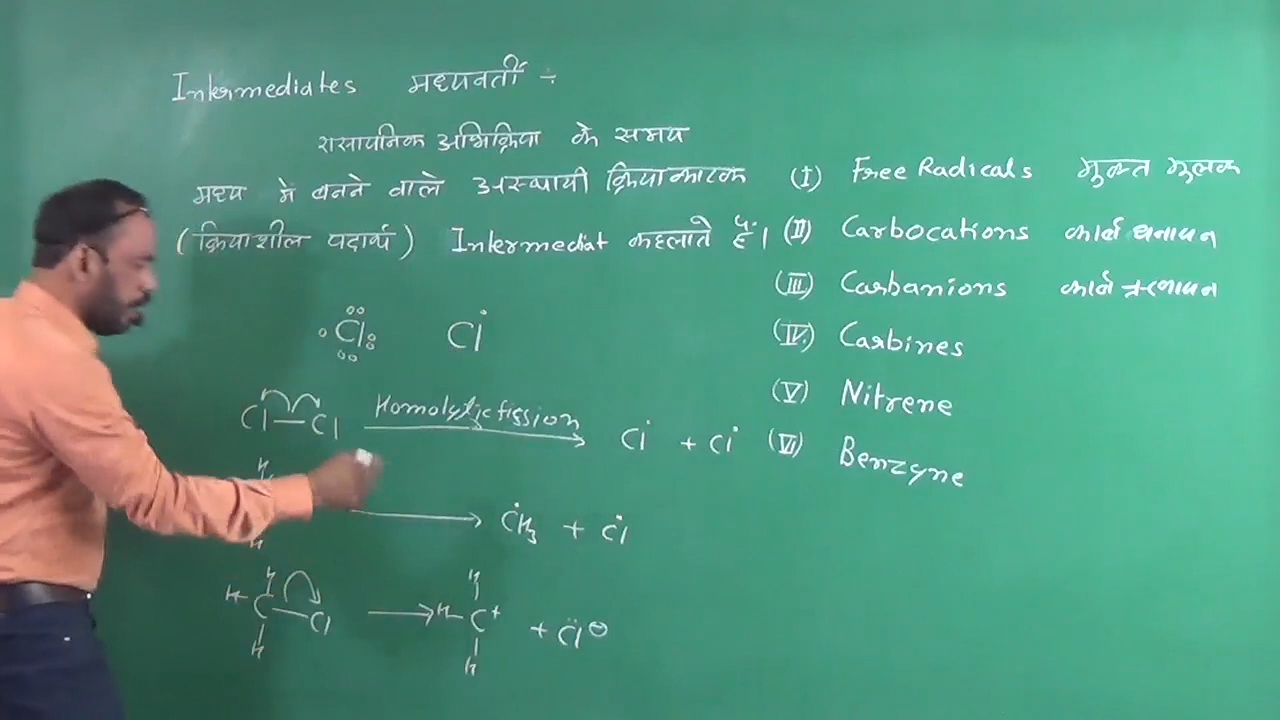 Intermediates मध्यवर्ती ÷
रासायनिक अभिक्रिया के समय
मध्य मे बनने वाले अस्थायी क्रियाकारक
(क्रियाशील पदार्थ) Intermediat कहलाते है।
(I) Free Radicals मुक्त मुलक
(II) Carbocations कार्ब धनायन
(III) Carbanions कार्ब ऋणायन
(IV) Carbines
(V) Nitrene
(VI) Benzyne
Cl Cl
Cl—Cl Homolytic fission Cl + Cl
H
CH3 + Cl
H
H H
H—C—Cl H—C+ + Cl⊖
H H